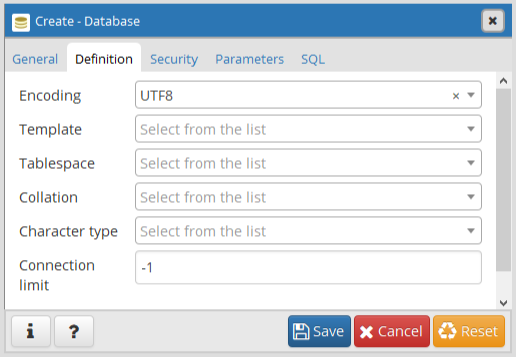 Create - Database
General Definition Security Parameters SQL
Encoding UTF8 ×
Template Select from the list
Tablespace Select from the list
Collation Select from the list
Character type Select from the list
Connection
limit -1
i ? Save Cancel Reset